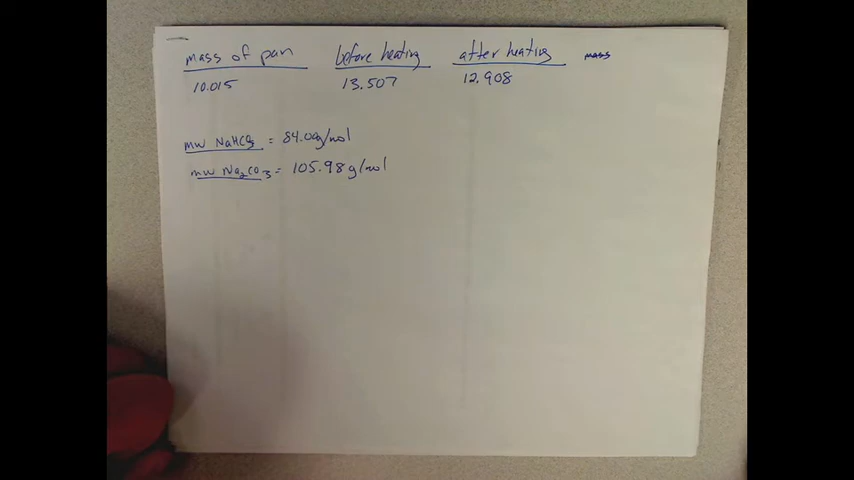 mass of pan before heating after heating mass
10.015 13.507 12.908
mw NaHCO3 = 84.00g/mol
mw Na2CO3 = 105.98g/mol